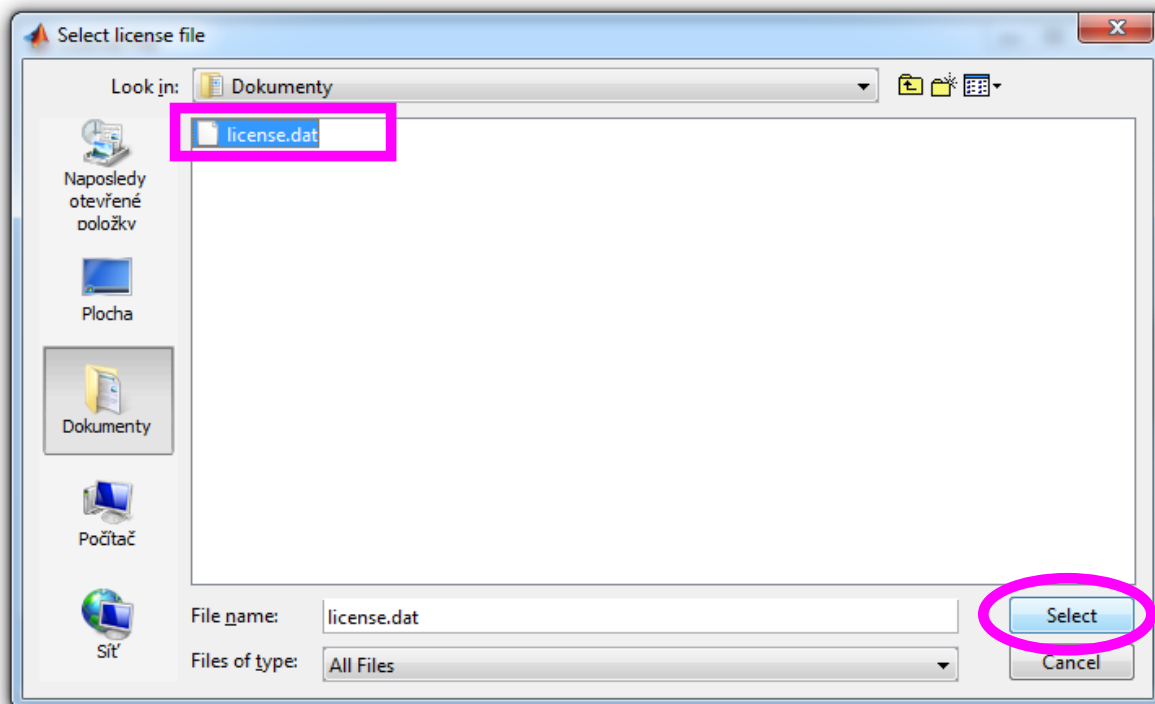 Select license file
Look in:
Dokumenty
license.dat
Naposledy
otevřené
položky
Plocha
Dokumenty
Počítač
Síť
File name:
license.dat
Select
Files of type:
All Files
Cancel